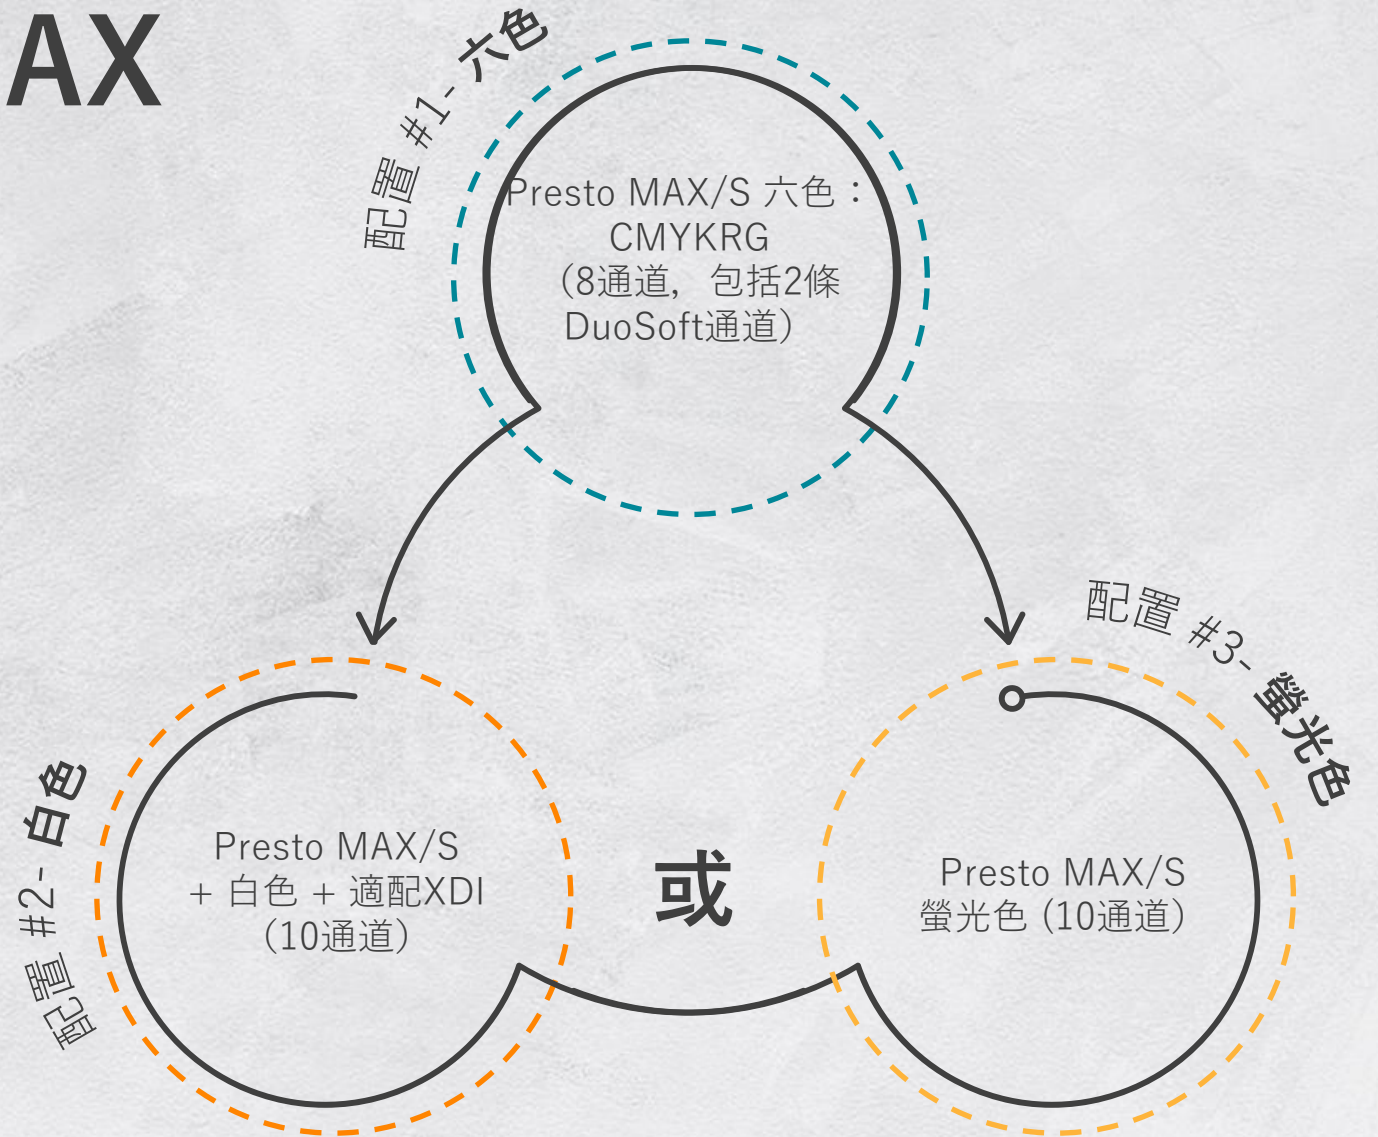 AX
配置 #1- 六色
Presto MAX/S 六色：
CMYKRG
（8通道，包括2條
DuoSoft通道）
配置 #2- 白色
Presto MAX/S
+ 白色 + 適配XDI
(10通道)
或
配置 #3- 螢光色
Presto MAX/S
螢光色 (10通道)